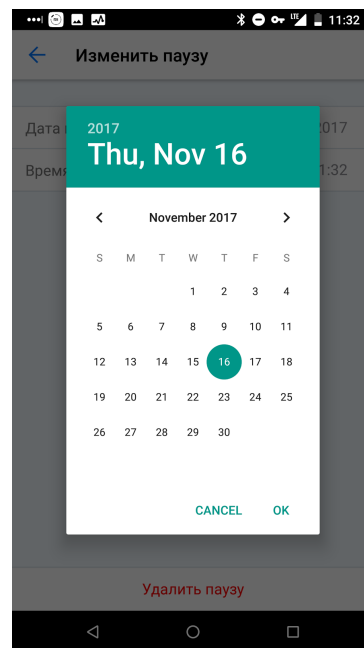 11:32
Изменить паузу
Дата
2017
017
Thu, Nov 16
Время
1:32
November 2017
S M T W T F S
1 2 3 4
5 6 7 8 9 10 11
12 13 14 15 16 17 18
19 20 21 22 23 24 25
26 27 28 29 30
CANCEL OK
Удалить паузу